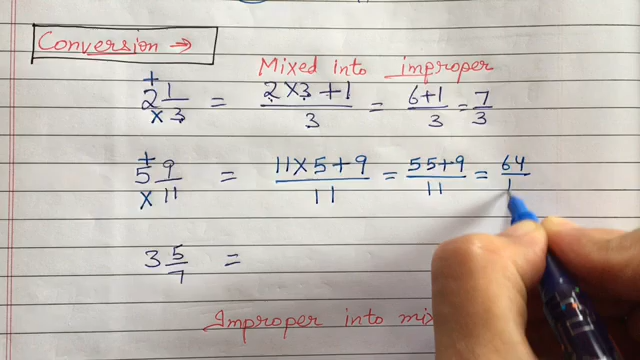 Conversion →
Mixed into improper
2 1/3 = (2 × 3 + 1)/3 = (6+1)/3 = 7/3
5 9/11 = (11 × 5 + 9)/11 = (55+9)/11 = 64/1
3 5/7 =
Improper into mi